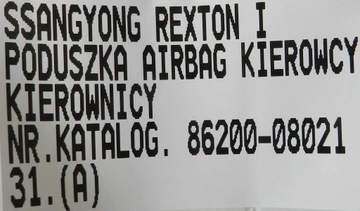 SSANGYONG REXTON I
PODUSZKA AIRBAG KIEROWCY
KIEROWNICY
NR.KATALOG. 86200-08021
31.(A)